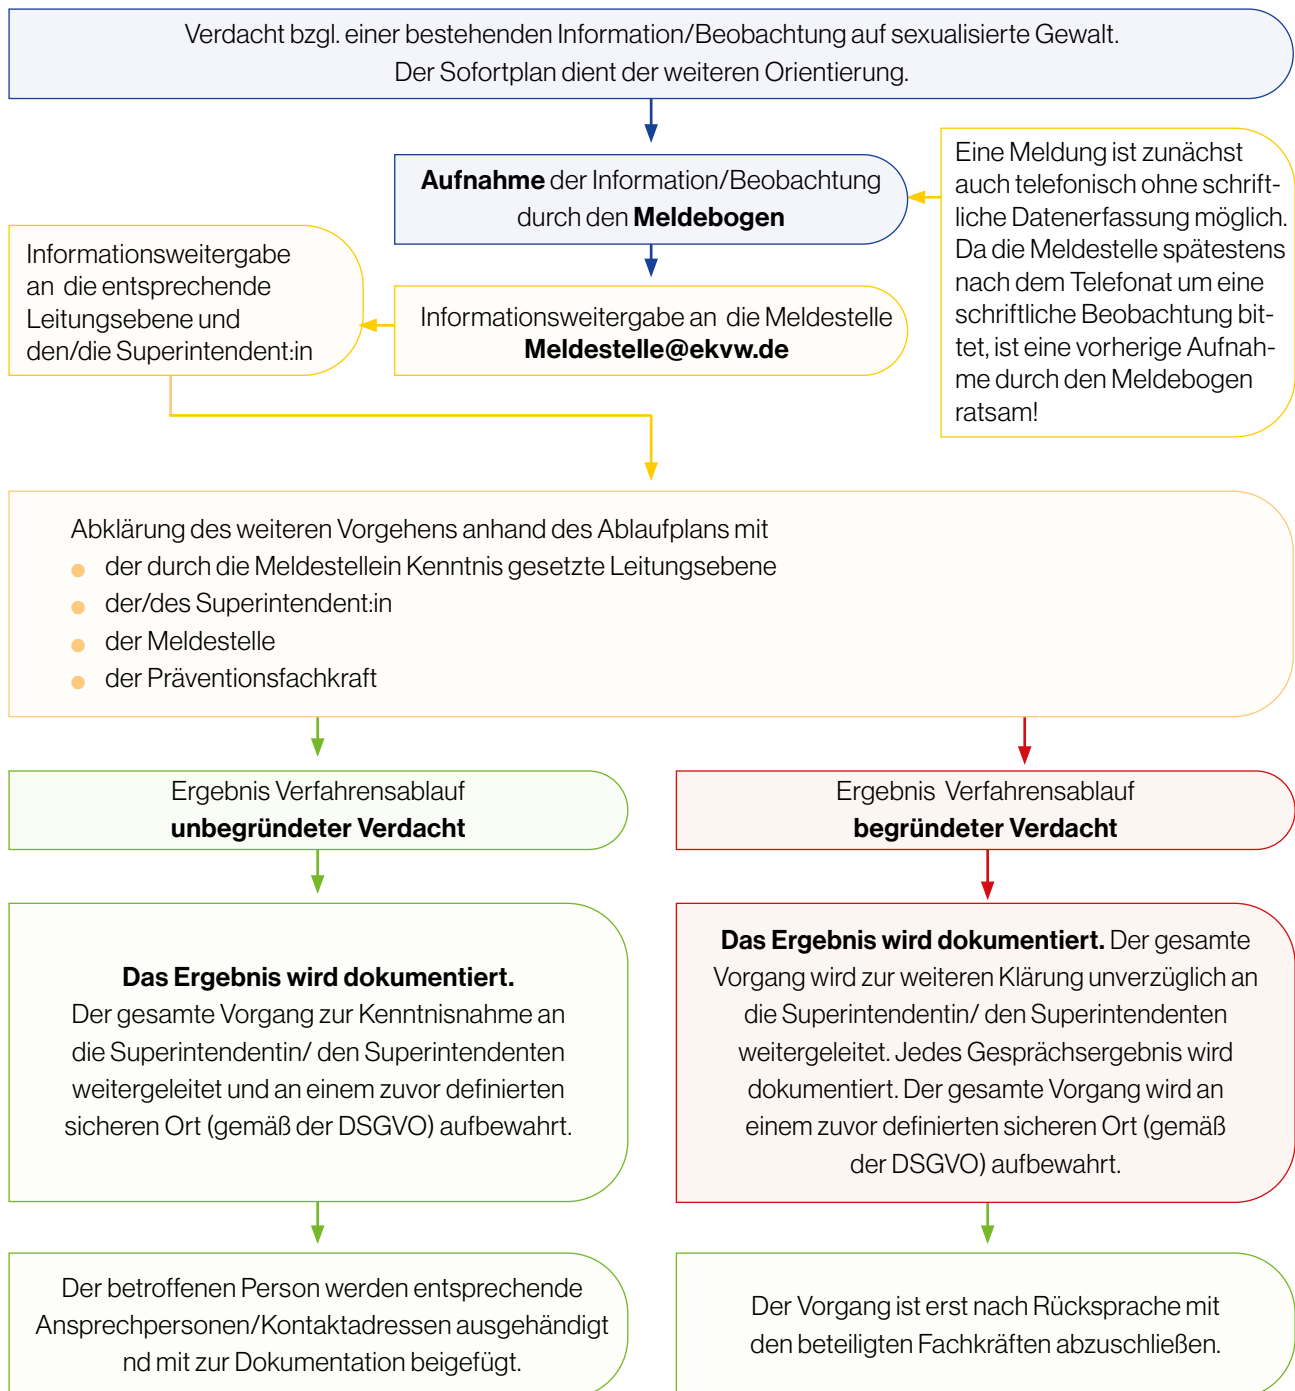 Verdacht bzgl. einer bestehenden Information/Beobachtung auf sexualisierte Gewalt.
Der Sofortplan dient der weiteren Orientierung.
Aufnahme der Information/Beobachtung
durch den Meldebogen
Eine Meldung ist zunächst
auch telefonisch ohne schrift-
liche Datenerfassung möglich.
Da die Meldestelle spätestens
nach dem Telefonat um eine
schriftliche Beobachtung bit-
tet, ist eine vorherige Aufnah-
me durch den Meldebogen
ratsam!
Informationsweitergabe an die Meldestelle
Meldestelle@ekvw.de
Informationsweitergabe
an die entsprechende
Leitungsebene und
den/die Superintendent:in
Abklärung des weiteren Vorgehens anhand des Ablaufplans mit
● der durch die Meldestellein Kenntnis gesetzte Leitungsebene
● der/des Superintendent:in
● der Meldestelle
● der Präventionsfachkraft
Ergebnis Verfahrensablauf
unbegründeter Verdacht
Das Ergebnis wird dokumentiert.
Der gesamte Vorgang zur Kenntnisnahme an
die Superintendentin/ den Superintendenten
weitergeleitet und an einem zuvor definierten
sicheren Ort (gemäß der DSGVO) aufbewahrt.
Der betroffenen Person werden entsprechende
Ansprechpersonen/Kontaktadressen ausgehändigt
nd mit zur Dokumentation beigefügt.
Ergebnis Verfahrensablauf
begründeter Verdacht
Das Ergebnis wird dokumentiert. Der gesamte
Vorgang wird zur weiteren Klärung unverzüglich an
die Superintendentin/ den Superintendenten
weitergeleitet. Jedes Gesprächsergebnis wird
dokumentiert. Der gesamte Vorgang wird an
einem zuvor definierten sicheren Ort (gemäß
der DSGVO) aufbewahrt.
Der Vorgang ist erst nach Rücksprache mit
den beteiligten Fachkräften abzuschließen.